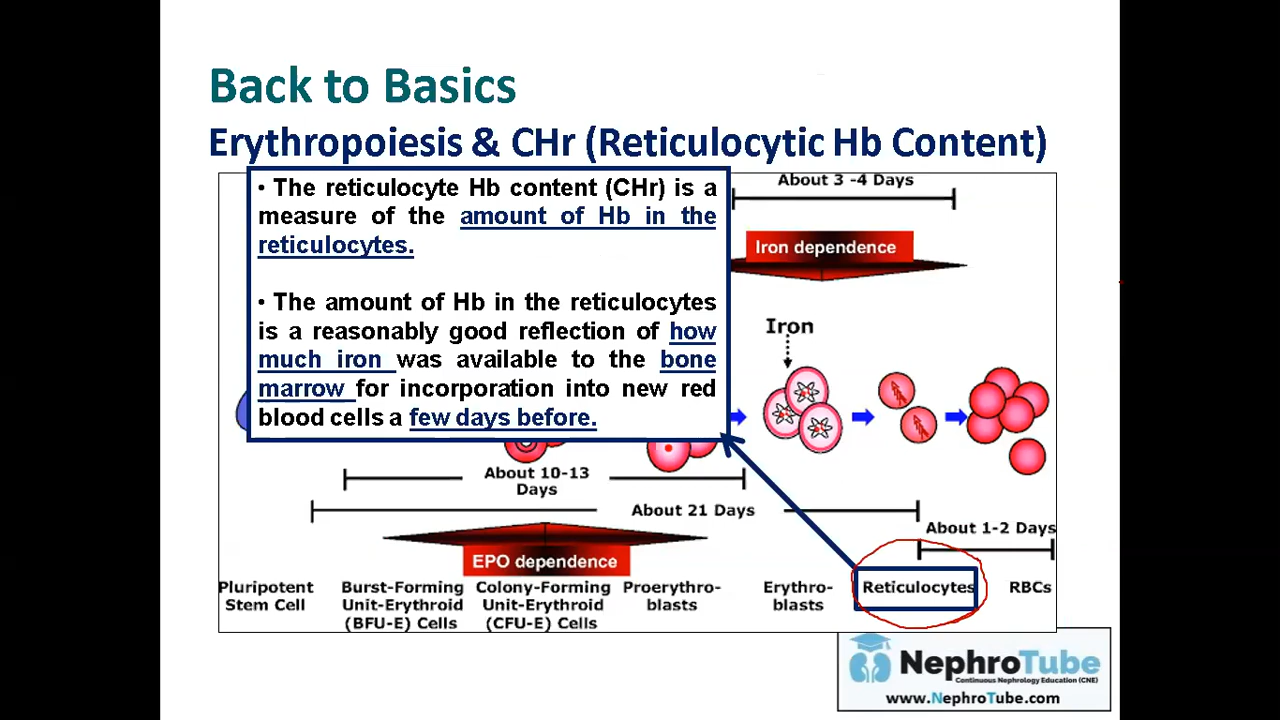 Back to Basics
Erythropoiesis & CHr (Reticulocytic Hb Content)
• The reticulocyte Hb content (CHr) is a
measure of the amount of Hb in the
reticulocytes.
• The amount of Hb in the reticulocytes
is a reasonably good reflection of how
much iron was available to the bone
marrow for incorporation into new red
blood cells a few days before.
About 3 -4 Days
Iron dependence
Iron
About 10-13
Days
About 21 Days
About 1-2 Days
EPO dependence
Pluripotent
Stem Cell
Burst-Forming
Unit-Erythroid
(BFU-E) Cells
Colony-Forming
Unit-Erythroid
(CFU-E) Cells
Proerythro-
blasts
Erythro-
blasts
Reticulocytes
RBCs
NephroTube
Continuous Nephrology Education (CNE)
www.NephroTube.com